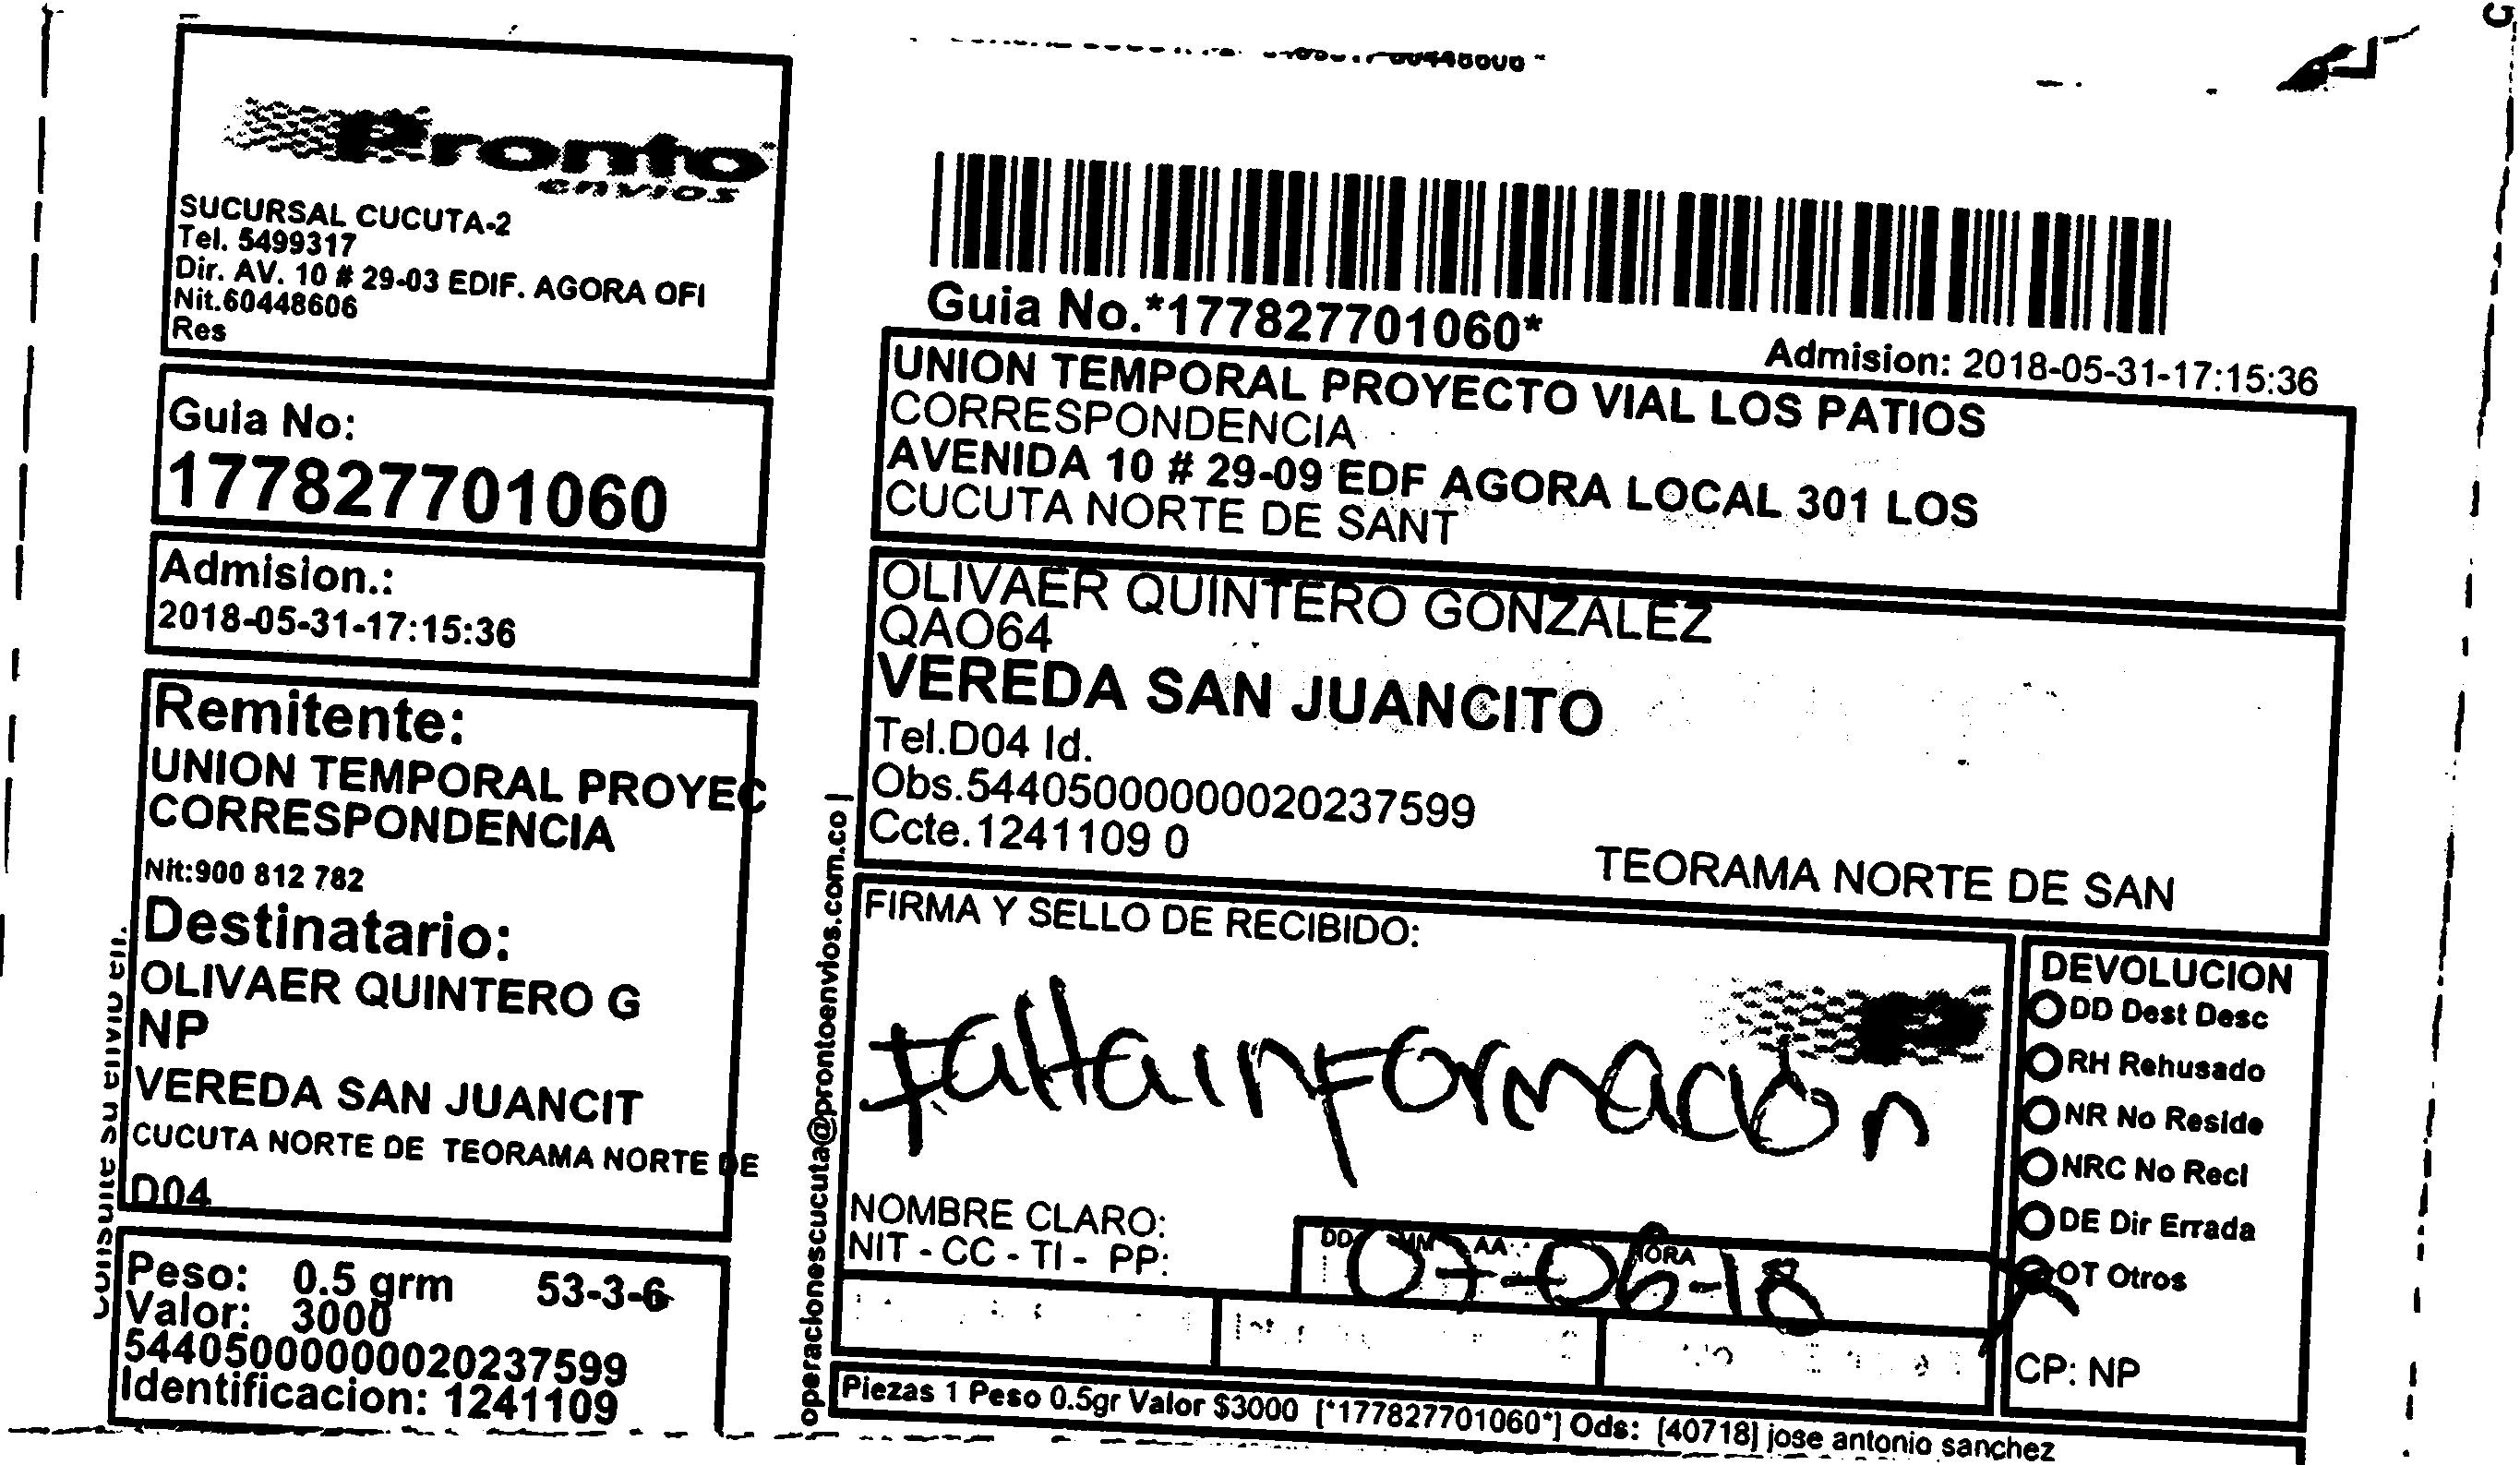 Pronto
envios
SUCURSAL CUCUTA-2
Tel. 5499317
Dir. AV. 10 # 29-03 EDIF. AGORA OFI
Nit.60448606
Res
Guia No:
177827701060
Admision.:
2018-05-31-17:15:36
Remitente:
UNION TEMPORAL PROYEC
CORRESPONDENCIA
Nit:900 812 782
Destinatario:
OLIVAER QUINTERO G
NP
VEREDA SAN JUANCIT
CUCUTA NORTE DE TEORAMA NORTE DE
D04
Peso: 0.5 grm 53-3-6
Valor: 3000
544050000000020237599
Identificacion: 1241109
Consulte su envio en:
operacionescucuta@prontoenvios.com.co |
Guia No.*177827701060*
Admision: 2018-05-31-17:15:36
UNION TEMPORAL PROYECTO VIAL LOS PATIOS
CORRESPONDENCIA
AVENIDA 10 # 29-09 EDF AGORA LOCAL 301 LOS
CUCUTA NORTE DE SANT
OLIVAER QUINTERO GONZALEZ
QAO64
VEREDA SAN JUANCITO
Tel.D04 Id.
Obs.544050000000020237599
Ccte.1241109 0
TEORAMA NORTE DE SAN
FIRMA Y SELLO DE RECIBIDO:
Falta información
NOMBRE CLARO:
NIT - CC - TI - PP:
DD MM AA HORA
07-06-18
DEVOLUCION
DD Dest Desc
RH Rehusado
NR No Reside
NRC No Recl
DE Dir Errada
OT Otros
CP: NP
Piezas 1 Peso 0.5gr Valor $3000 [*177827701060*] Ods: [40718] jose antonio sanchez